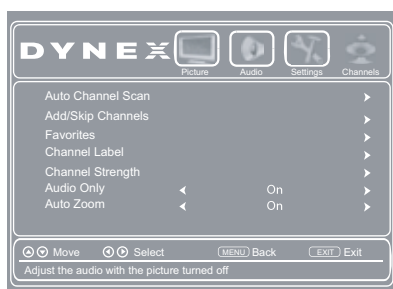 DYNEX
Picture Audio Settings Channels
Auto Channel Scan
Add/Skip Channels
Favorites
Channel Label
Channel Strength
Audio Only On
Auto Zoom On
Move Select MENU Back EXIT Exit
Adjust the audio with the picture turned off